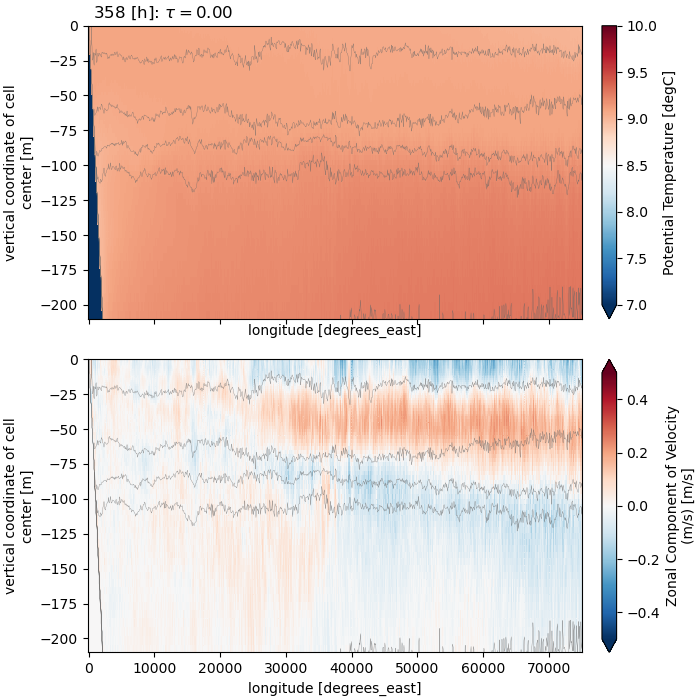 358 [h]: τ = 0.00
0
−25
−50
−75
−100
−125
−150
−175
−200
vertical coordinate of cell
center [m]
longitude [degrees_east]
10.0
9.5
9.0
8.5
8.0
7.5
7.0
Potential Temperature [degC]
0
−25
−50
−75
−100
−125
−150
−175
−200
vertical coordinate of cell
center [m]
0 10000 20000 30000 40000 50000 60000 70000
longitude [degrees_east]
0.4
0.2
0.0
−0.2
−0.4
Zonal Component of Velocity
(m/s) [m/s]